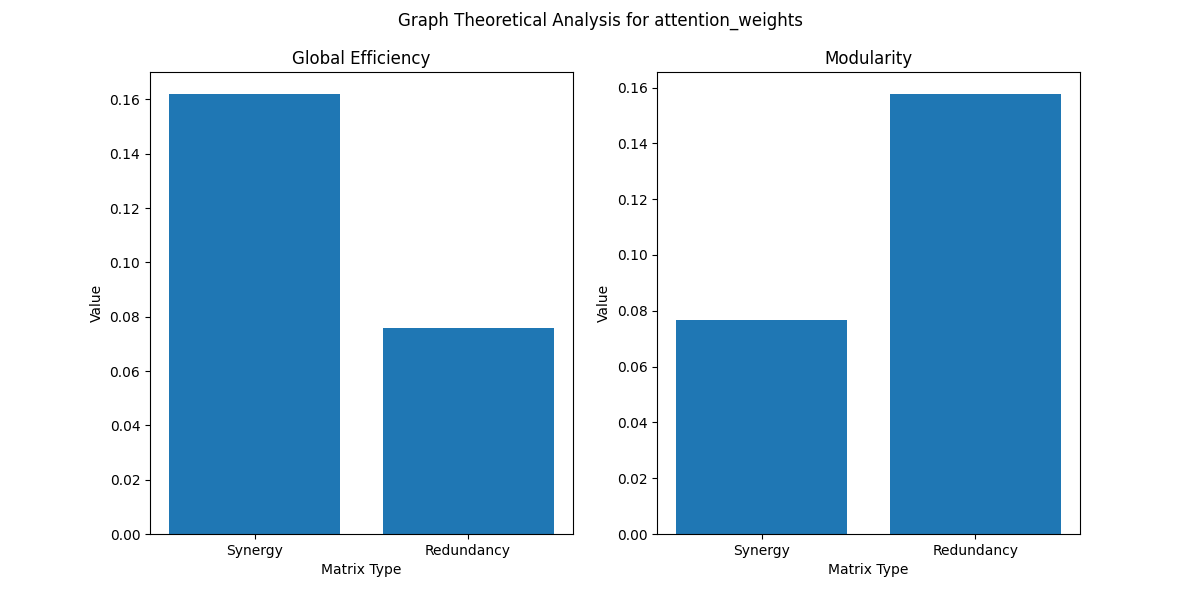 Graph Theoretical Analysis for attention_weights
Global Efficiency
Value
0.16
0.14
0.12
0.10
0.08
0.06
0.04
0.02
0.00
Synergy Redundancy
Matrix Type
Modularity
Value
0.16
0.14
0.12
0.10
0.08
0.06
0.04
0.02
0.00
Synergy Redundancy
Matrix Type